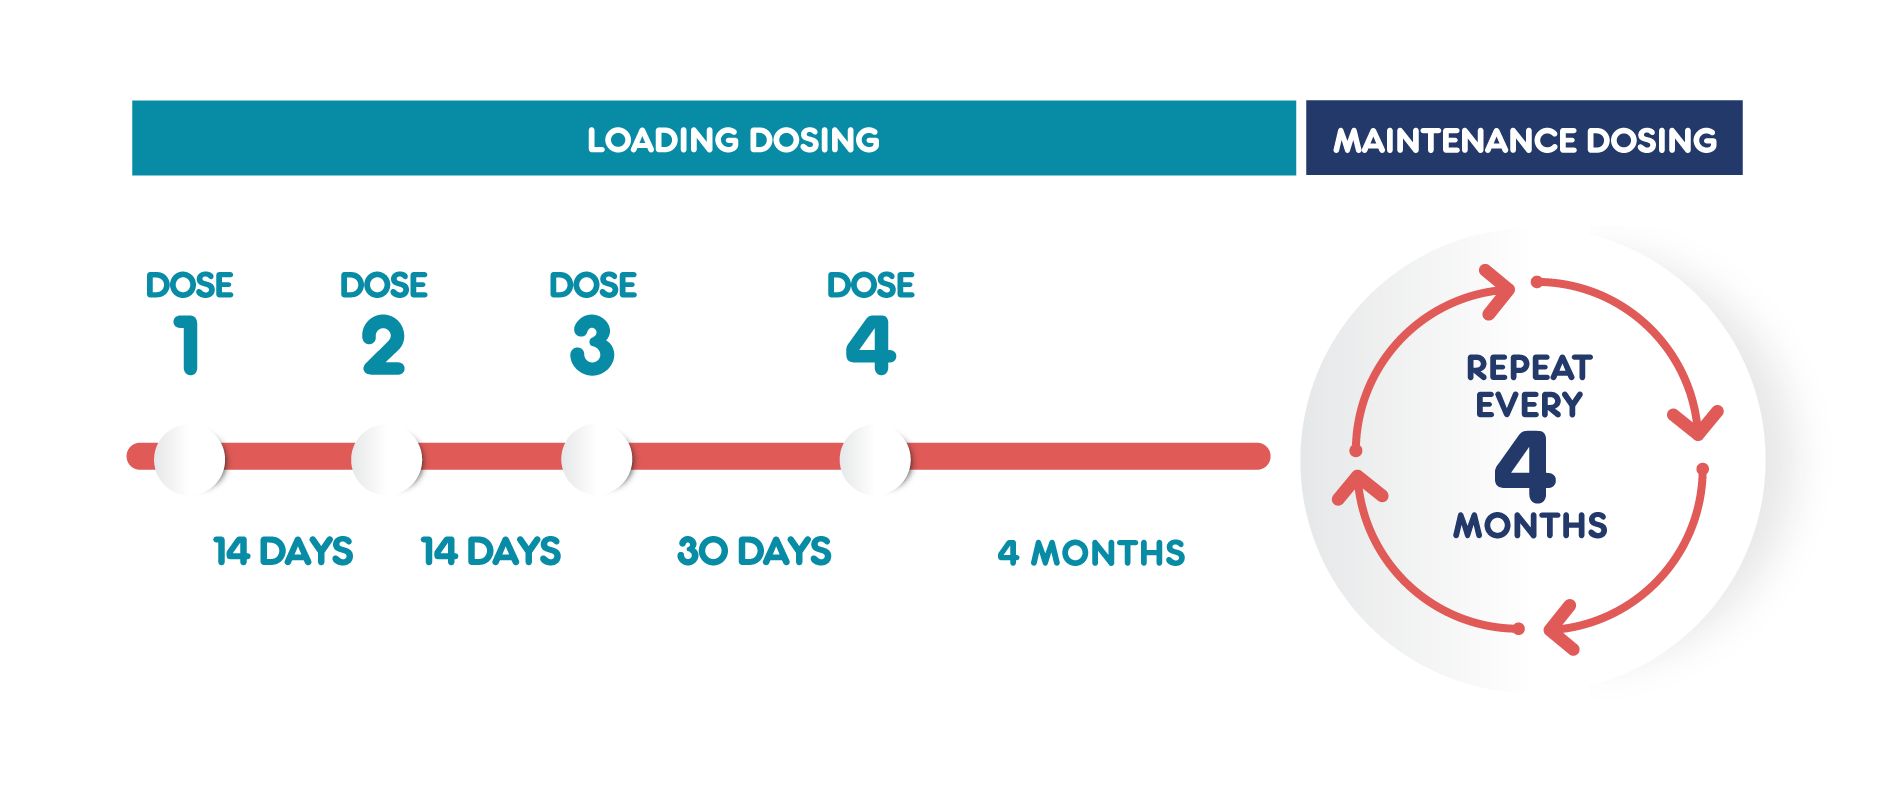 LOADING DOSING
MAINTENANCE DOSING
DOSE
1
DOSE
2
DOSE
3
DOSE
4
14 DAYS
14 DAYS
30 DAYS
4 MONTHS
REPEAT
EVERY
4
MONTHS